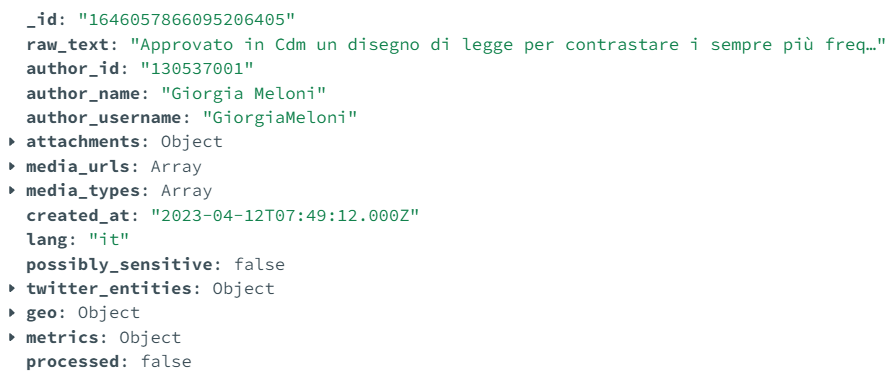 _id: "1646057866095206405"
raw_text: "Approvato in Cdm un disegno di legge per contrastare i sempre più freq…"
author_id: "130537001"
author_name: "Giorgia Meloni"
author_username: "GiorgiaMeloni"
attachments: Object
media_urls: Array
media_types: Array
created_at: "2023-04-12T07:49:12.000Z"
lang: "it"
possibly_sensitive: false
twitter_entities: Object
geo: Object
metrics: Object
processed: false